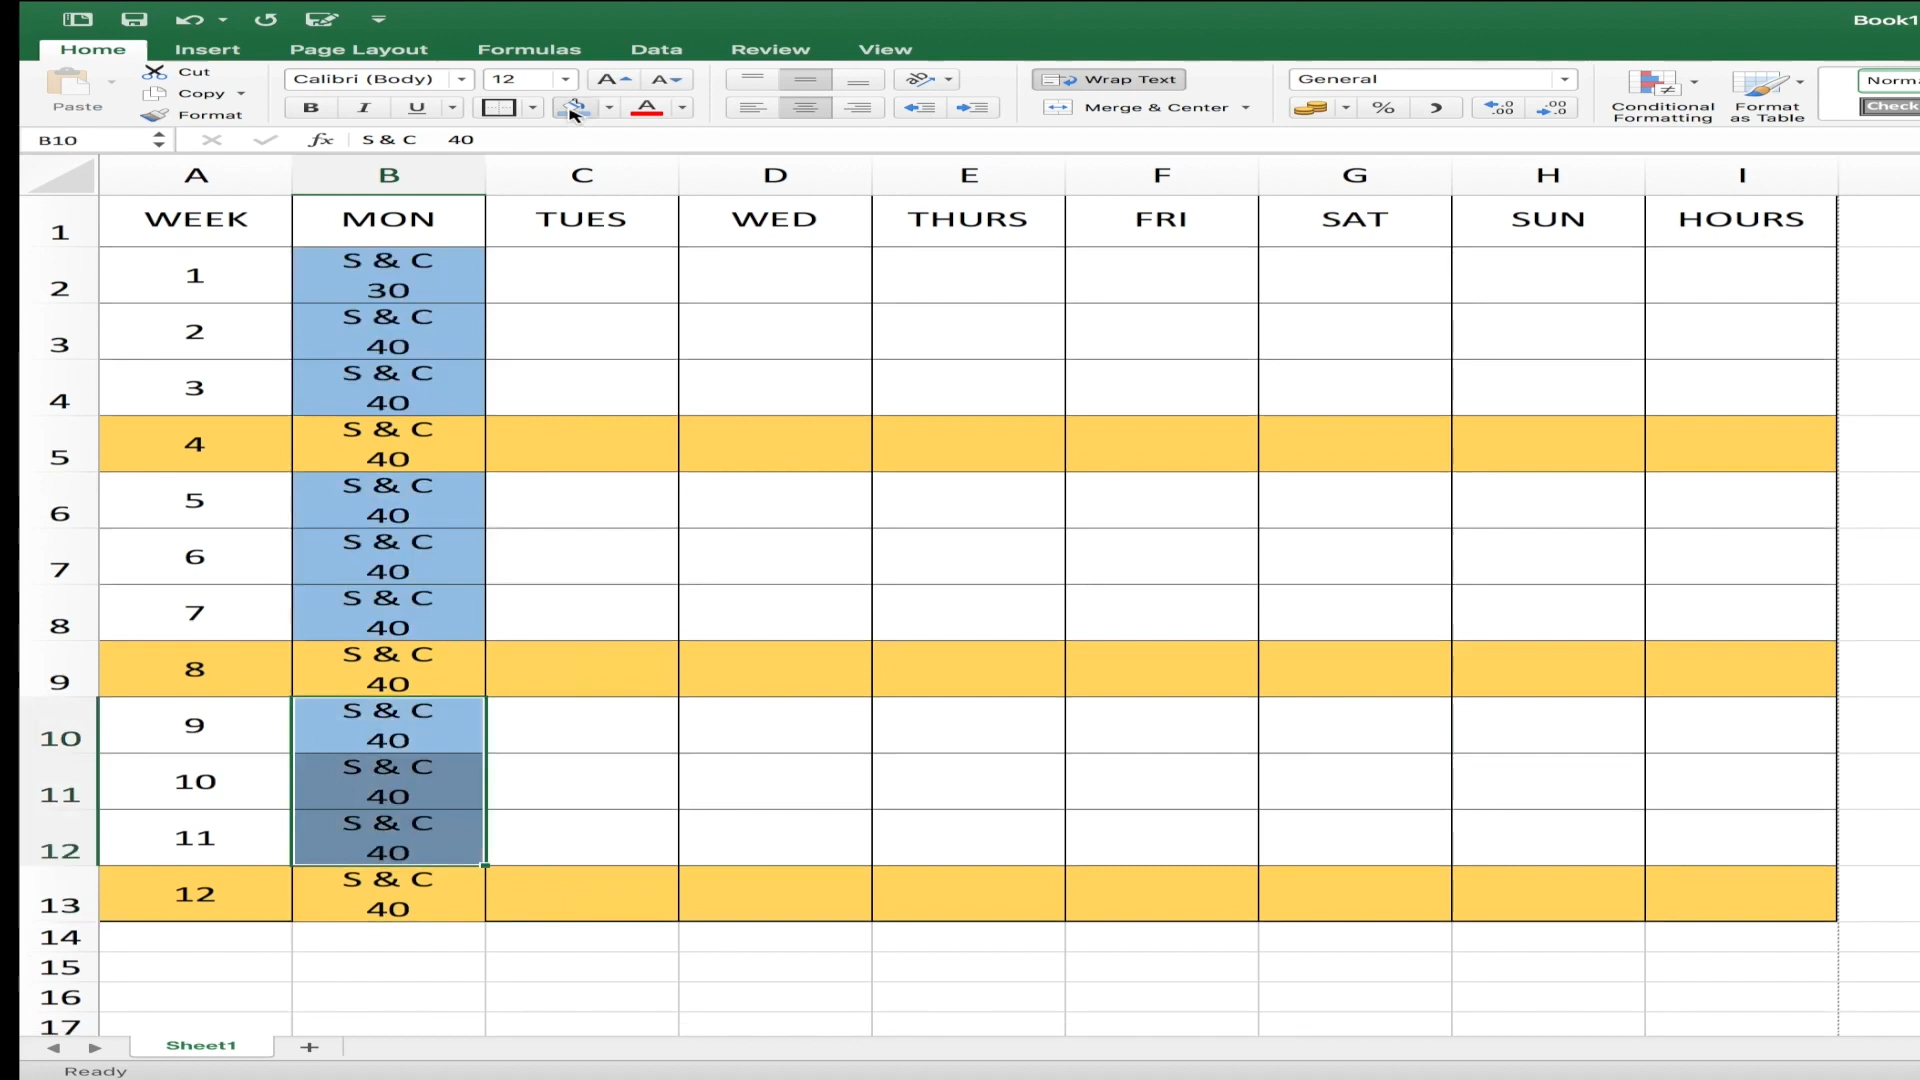 Book1
Home Insert Page Layout Formulas Data Review View
Cut
Copy
Paste
Format
Calibri (Body) 12 A A
B I U A
Wrap Text
Merge & Center
General
%
Conditional Formatting
Format as Table
Norma
Check
B10 fx S & C 40
A B C D E F G H I
1 WEEK MON TUES WED THURS FRI SAT SUN HOURS
2 1 S & C 30
3 2 S & C 40
4 3 S & C 40
5 4 S & C 40
6 5 S & C 40
7 6 S & C 40
8 7 S & C 40
9 8 S & C 40
10 9 S & C 40
11 10 S & C 40
12 11 S & C 40
13 12 S & C 40
14
15
16
17
Sheet1 +
Ready